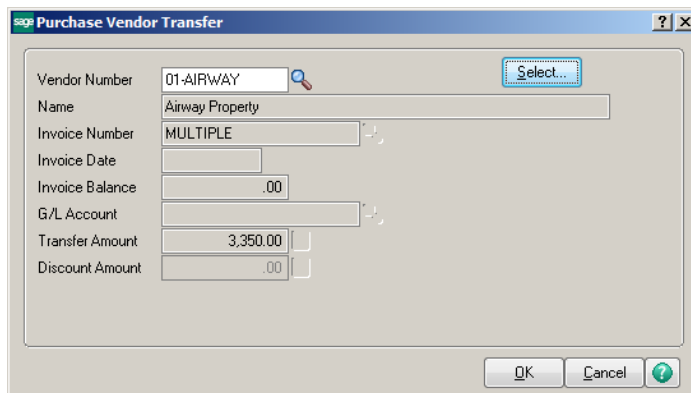 sage Purchase Vendor Transfer ? X
Vendor Number 01-AIRWAY Select...
Name Airway Property
Invoice Number MULTIPLE
Invoice Date
Invoice Balance .00
G/L Account
Transfer Amount 3,350.00
Discount Amount .00
OK Cancel ?